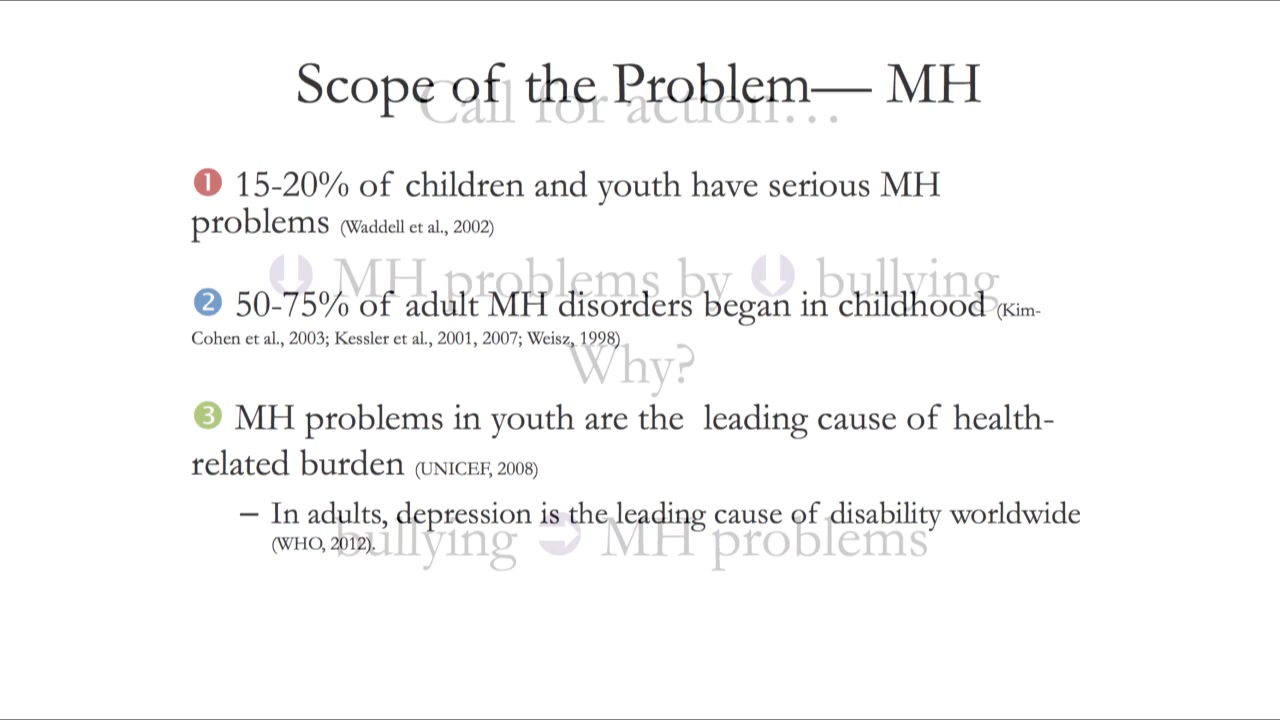 Scope of the Problem— MH
Call for action…
❶ 15-20% of children and youth have serious MH
problems (Waddell et al., 2002)
MH problems by bullying
❷ 50-75% of adult MH disorders began in childhood (Kim-
Cohen et al., 2003; Kessler et al., 2001, 2007; Weisz, 1998)
Why?
❸ MH problems in youth are the leading cause of health-
related burden (UNICEF, 2008)
– In adults, depression is the leading cause of disability worldwide
(WHO, 2012).
bullying ➲ MH problems